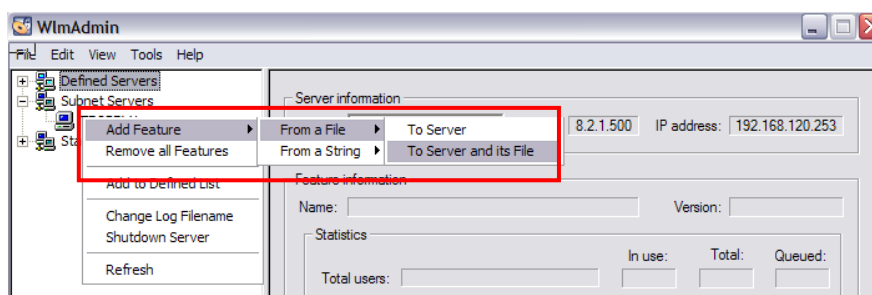 WlmAdmin
File Edit View Tools Help
Defined Servers
Subnet Servers
Sta
Add Feature
Remove all Features
Add to Defined List
Change Log Filename
Shutdown Server
Refresh
From a File
From a String
To Server
To Server and its File
Server information
8.2.1.500 IP address: 192.168.120.253
Feature information
Name: Version:
Statistics
In use: Total: Queued:
Total users: